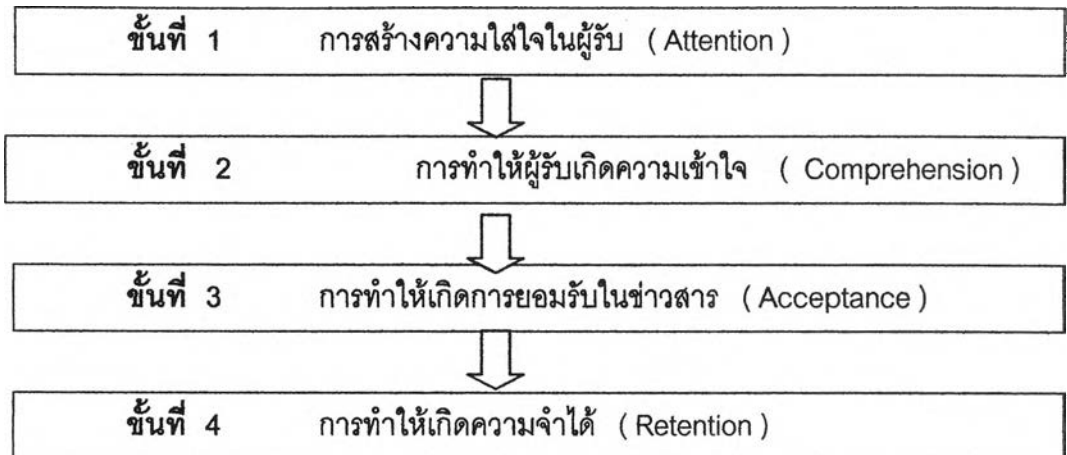 ขั้นที่ 1 การสร้างความใส่ใจในผู้รับ ( Attention )
ขั้นที่ 2 การทำให้ผู้รับเกิดความเข้าใจ ( Comprehension )
ขั้นที่ 3 การทำให้เกิดการยอมรับในข่าวสาร ( Acceptance )
ขั้นที่ 4 การทำให้เกิดความจำได้ ( Retention )